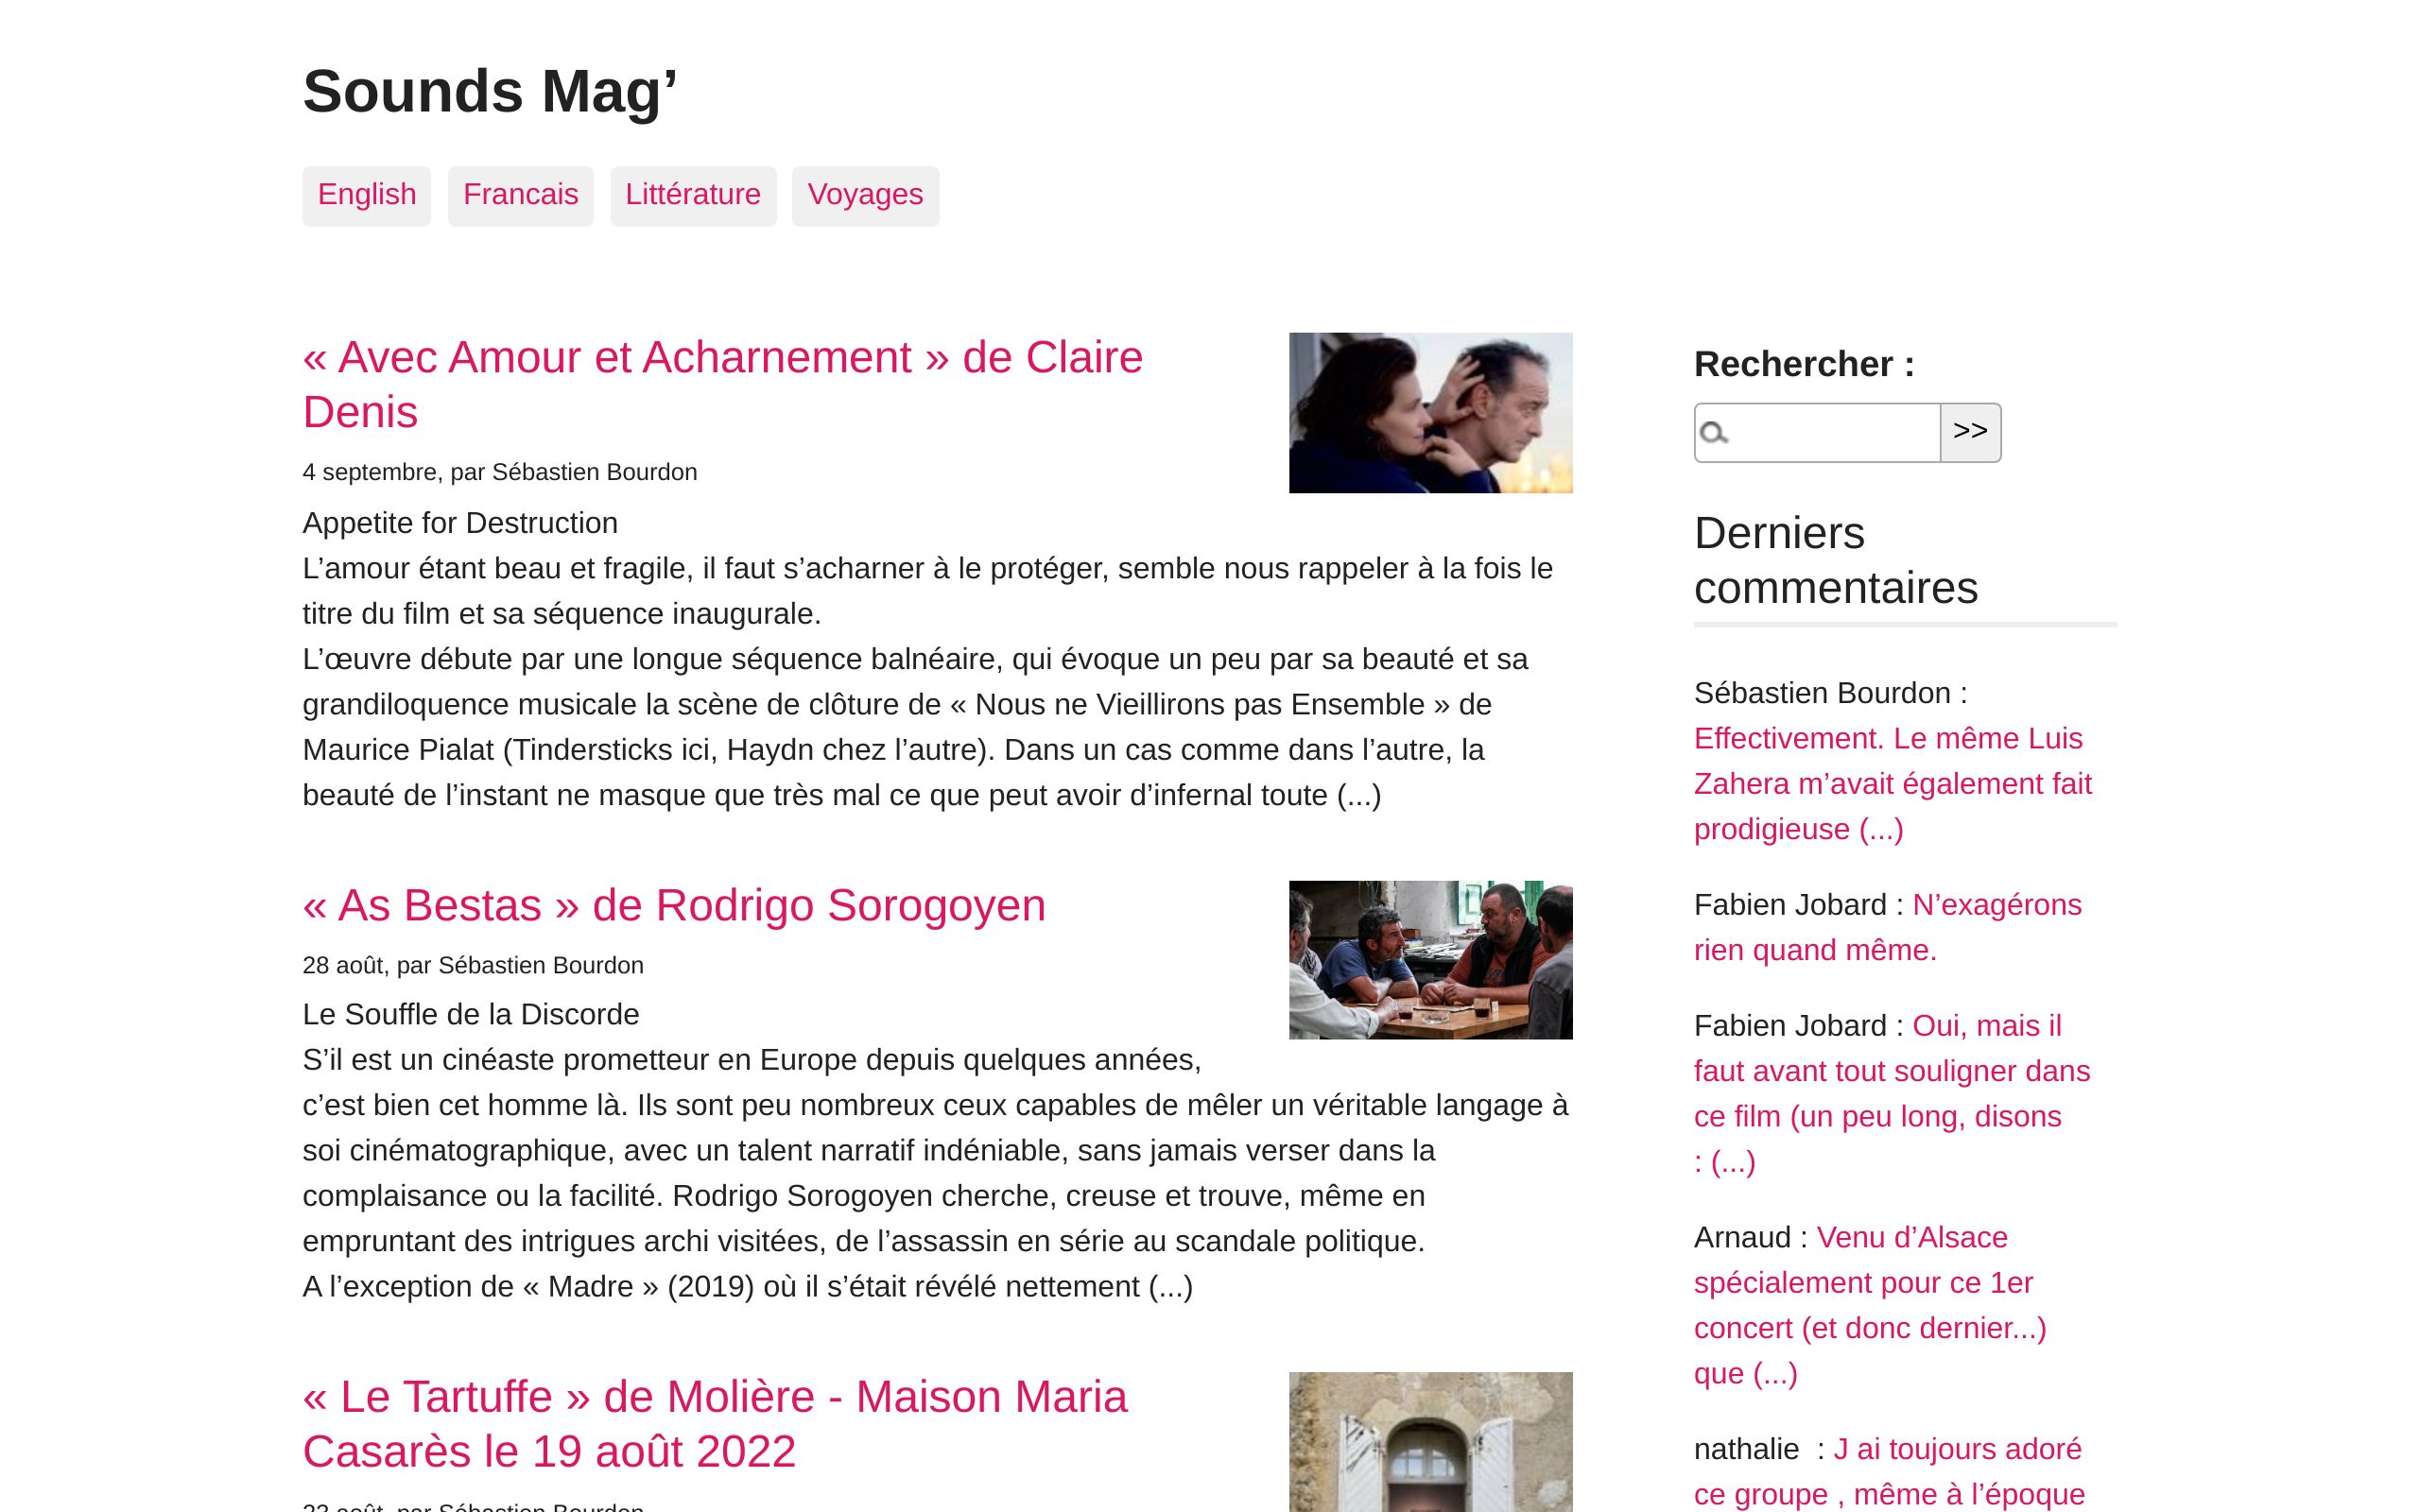 Sounds Mag’
English Francais Littérature Voyages
« Avec Amour et Acharnement » de Claire
Denis
4 septembre, par Sébastien Bourdon
Appetite for Destruction
L’amour étant beau et fragile, il faut s’acharner à le protéger, semble nous rappeler à la fois le
titre du film et sa séquence inaugurale.
L’œuvre débute par une longue séquence balnéaire, qui évoque un peu par sa beauté et sa
grandiloquence musicale la scène de clôture de « Nous ne Vieillirons pas Ensemble » de
Maurice Pialat (Tindersticks ici, Haydn chez l’autre). Dans un cas comme dans l’autre, la
beauté de l’instant ne masque que très mal ce que peut avoir d’infernal toute (...)
« As Bestas » de Rodrigo Sorogoyen
28 août, par Sébastien Bourdon
Le Souffle de la Discorde
S’il est un cinéaste prometteur en Europe depuis quelques années,
c’est bien cet homme là. Ils sont peu nombreux ceux capables de mêler un véritable langage à
soi cinématographique, avec un talent narratif indéniable, sans jamais verser dans la
complaisance ou la facilité. Rodrigo Sorogoyen cherche, creuse et trouve, même en
empruntant des intrigues archi visitées, de l’assassin en série au scandale politique.
A l’exception de « Madre » (2019) où il s’était révélé nettement (...)
« Le Tartuffe » de Molière - Maison Maria
Casarès le 19 août 2022
23 août, par Sébastien Bourdon
Rechercher :
>>
Derniers
commentaires
Sébastien Bourdon :
Effectivement. Le même Luis
Zahera m’avait également fait
prodigieuse (...)
Fabien Jobard : N’exagérons
rien quand même.
Fabien Jobard : Oui, mais il
faut avant tout souligner dans
ce film (un peu long, disons
: (...)
Arnaud : Venu d’Alsace
spécialement pour ce 1er
concert (et donc dernier...)
que (...)
nathalie  : J ai toujours adoré
ce groupe , même à l’époque